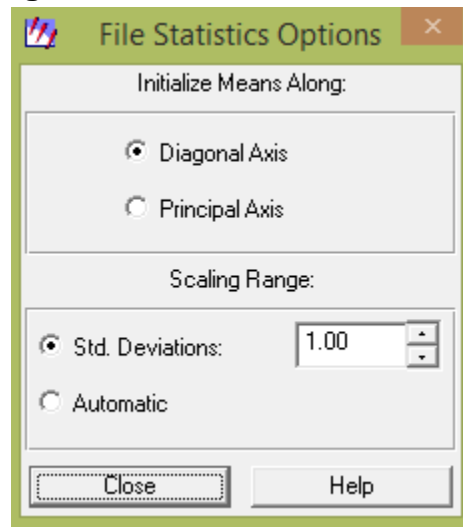 File Statistics Options
Initialize Means Along:
Diagonal Axis
Principal Axis
Scaling Range:
Std. Deviations: 1.00
Automatic
Close Help